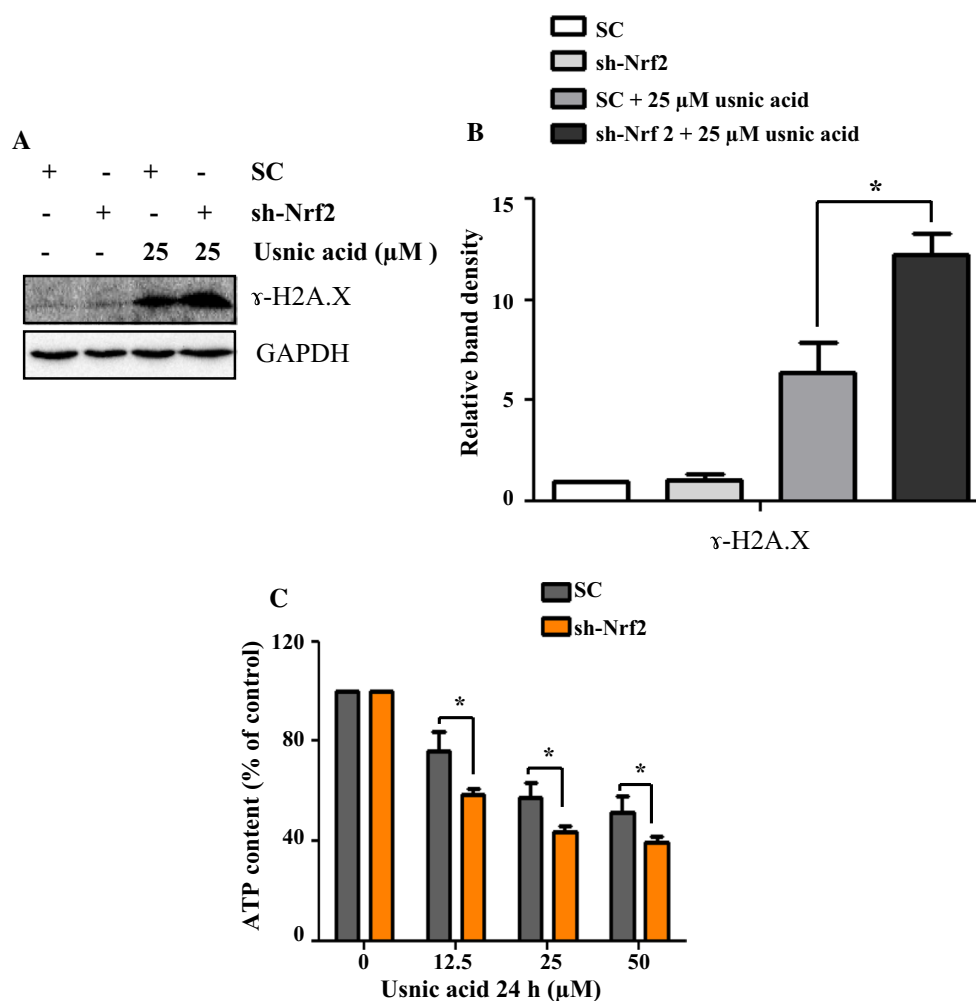 A
+ - + - SC
- + - + sh-Nrf2
- - 25 25 Usnic acid (µM )
ɤ-H2A.X
GAPDH
B
SC
sh-Nrf2
SC + 25 µM usnic acid
sh-Nrf 2 + 25 µM usnic acid
Relative band density
15
10
5
0
*
ɤ-H2A.X
C
SC
sh-Nrf2
ATP content (% of control)
120
80
40
0
* * *
0 12.5 25 50
Usnic acid 24 h (µM)